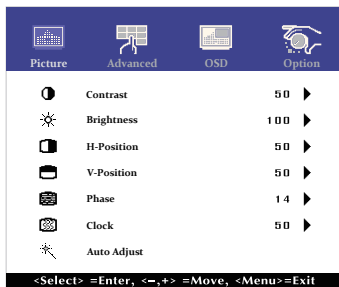 Picture Advanced OSD Option
Contrast 50
Brightness 100
H-Position 50
V-Position 50
Phase 14
Clock 50
Auto Adjust
<Select> =Enter, <−,+> =Move, <Menu>=Exit